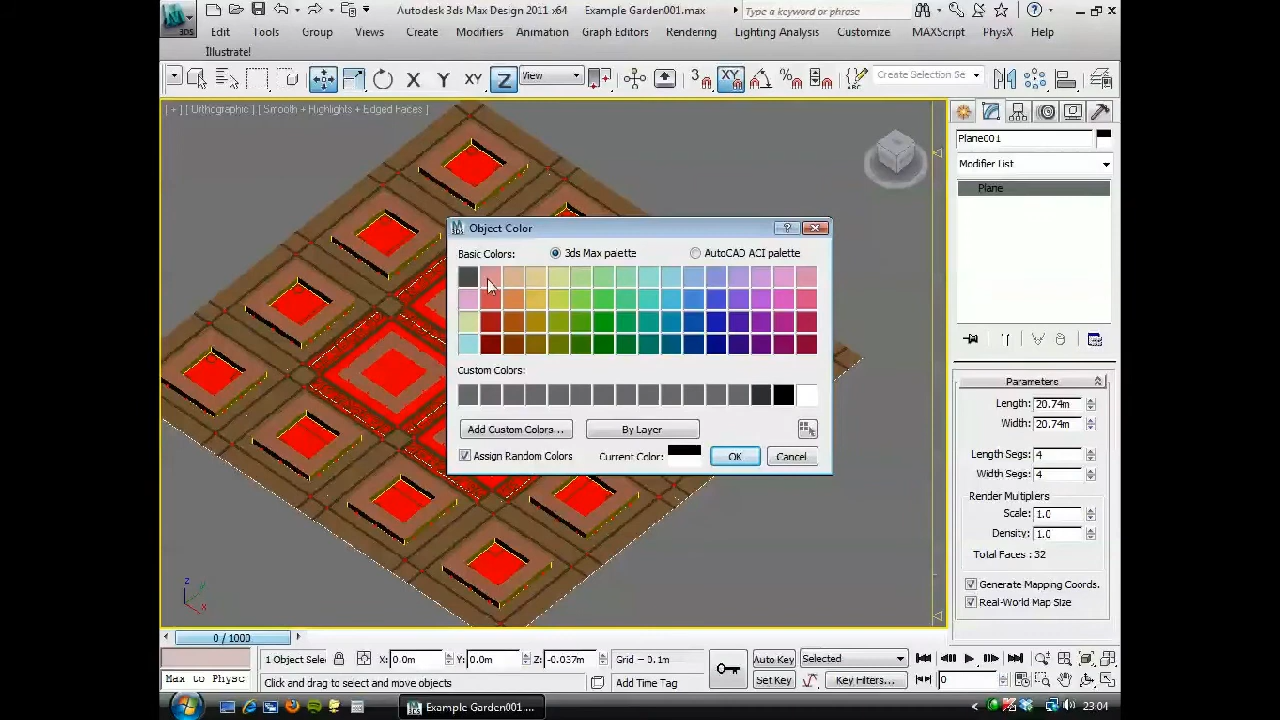 Autodesk 3ds Max Design 2011 x64 Example Garden001.max Type a keyword or phrase
Edit Tools Group Views Create Modifiers Animation Graph Editors Rendering Lighting Analysis Customize MAXScript PhysX Help
Illustrate!
X Y XY Z View 3 XY % Create Selection Se
[ + ] [ Orthographic ] [ Smooth + Highlights + Edged Faces ]
Plane001
Modifier List
Plane
Object Color
Basic Colors: 3ds Max palette AutoCAD ACI palette
Custom Colors:
Add Custom Colors... By Layer
Assign Random Colors Current Color: OK Cancel
Parameters
Length: 20.74m
Width: 20.74m
Length Segs: 4
Width Segs: 4
Render Multipliers
Scale: 1.0
Density: 1.0
Total Faces : 32
Generate Mapping Coords.
Real-World Map Size
z
x
0 / 1000
1 Object Selec X: 0.0m Y: 0.0m Z: -0.037m Grid = 0.1m Auto Key Selected
Max to Physc Click and drag to select and move objects Add Time Tag Set Key Key Filters... 0
Example Garden001 ... 23:04